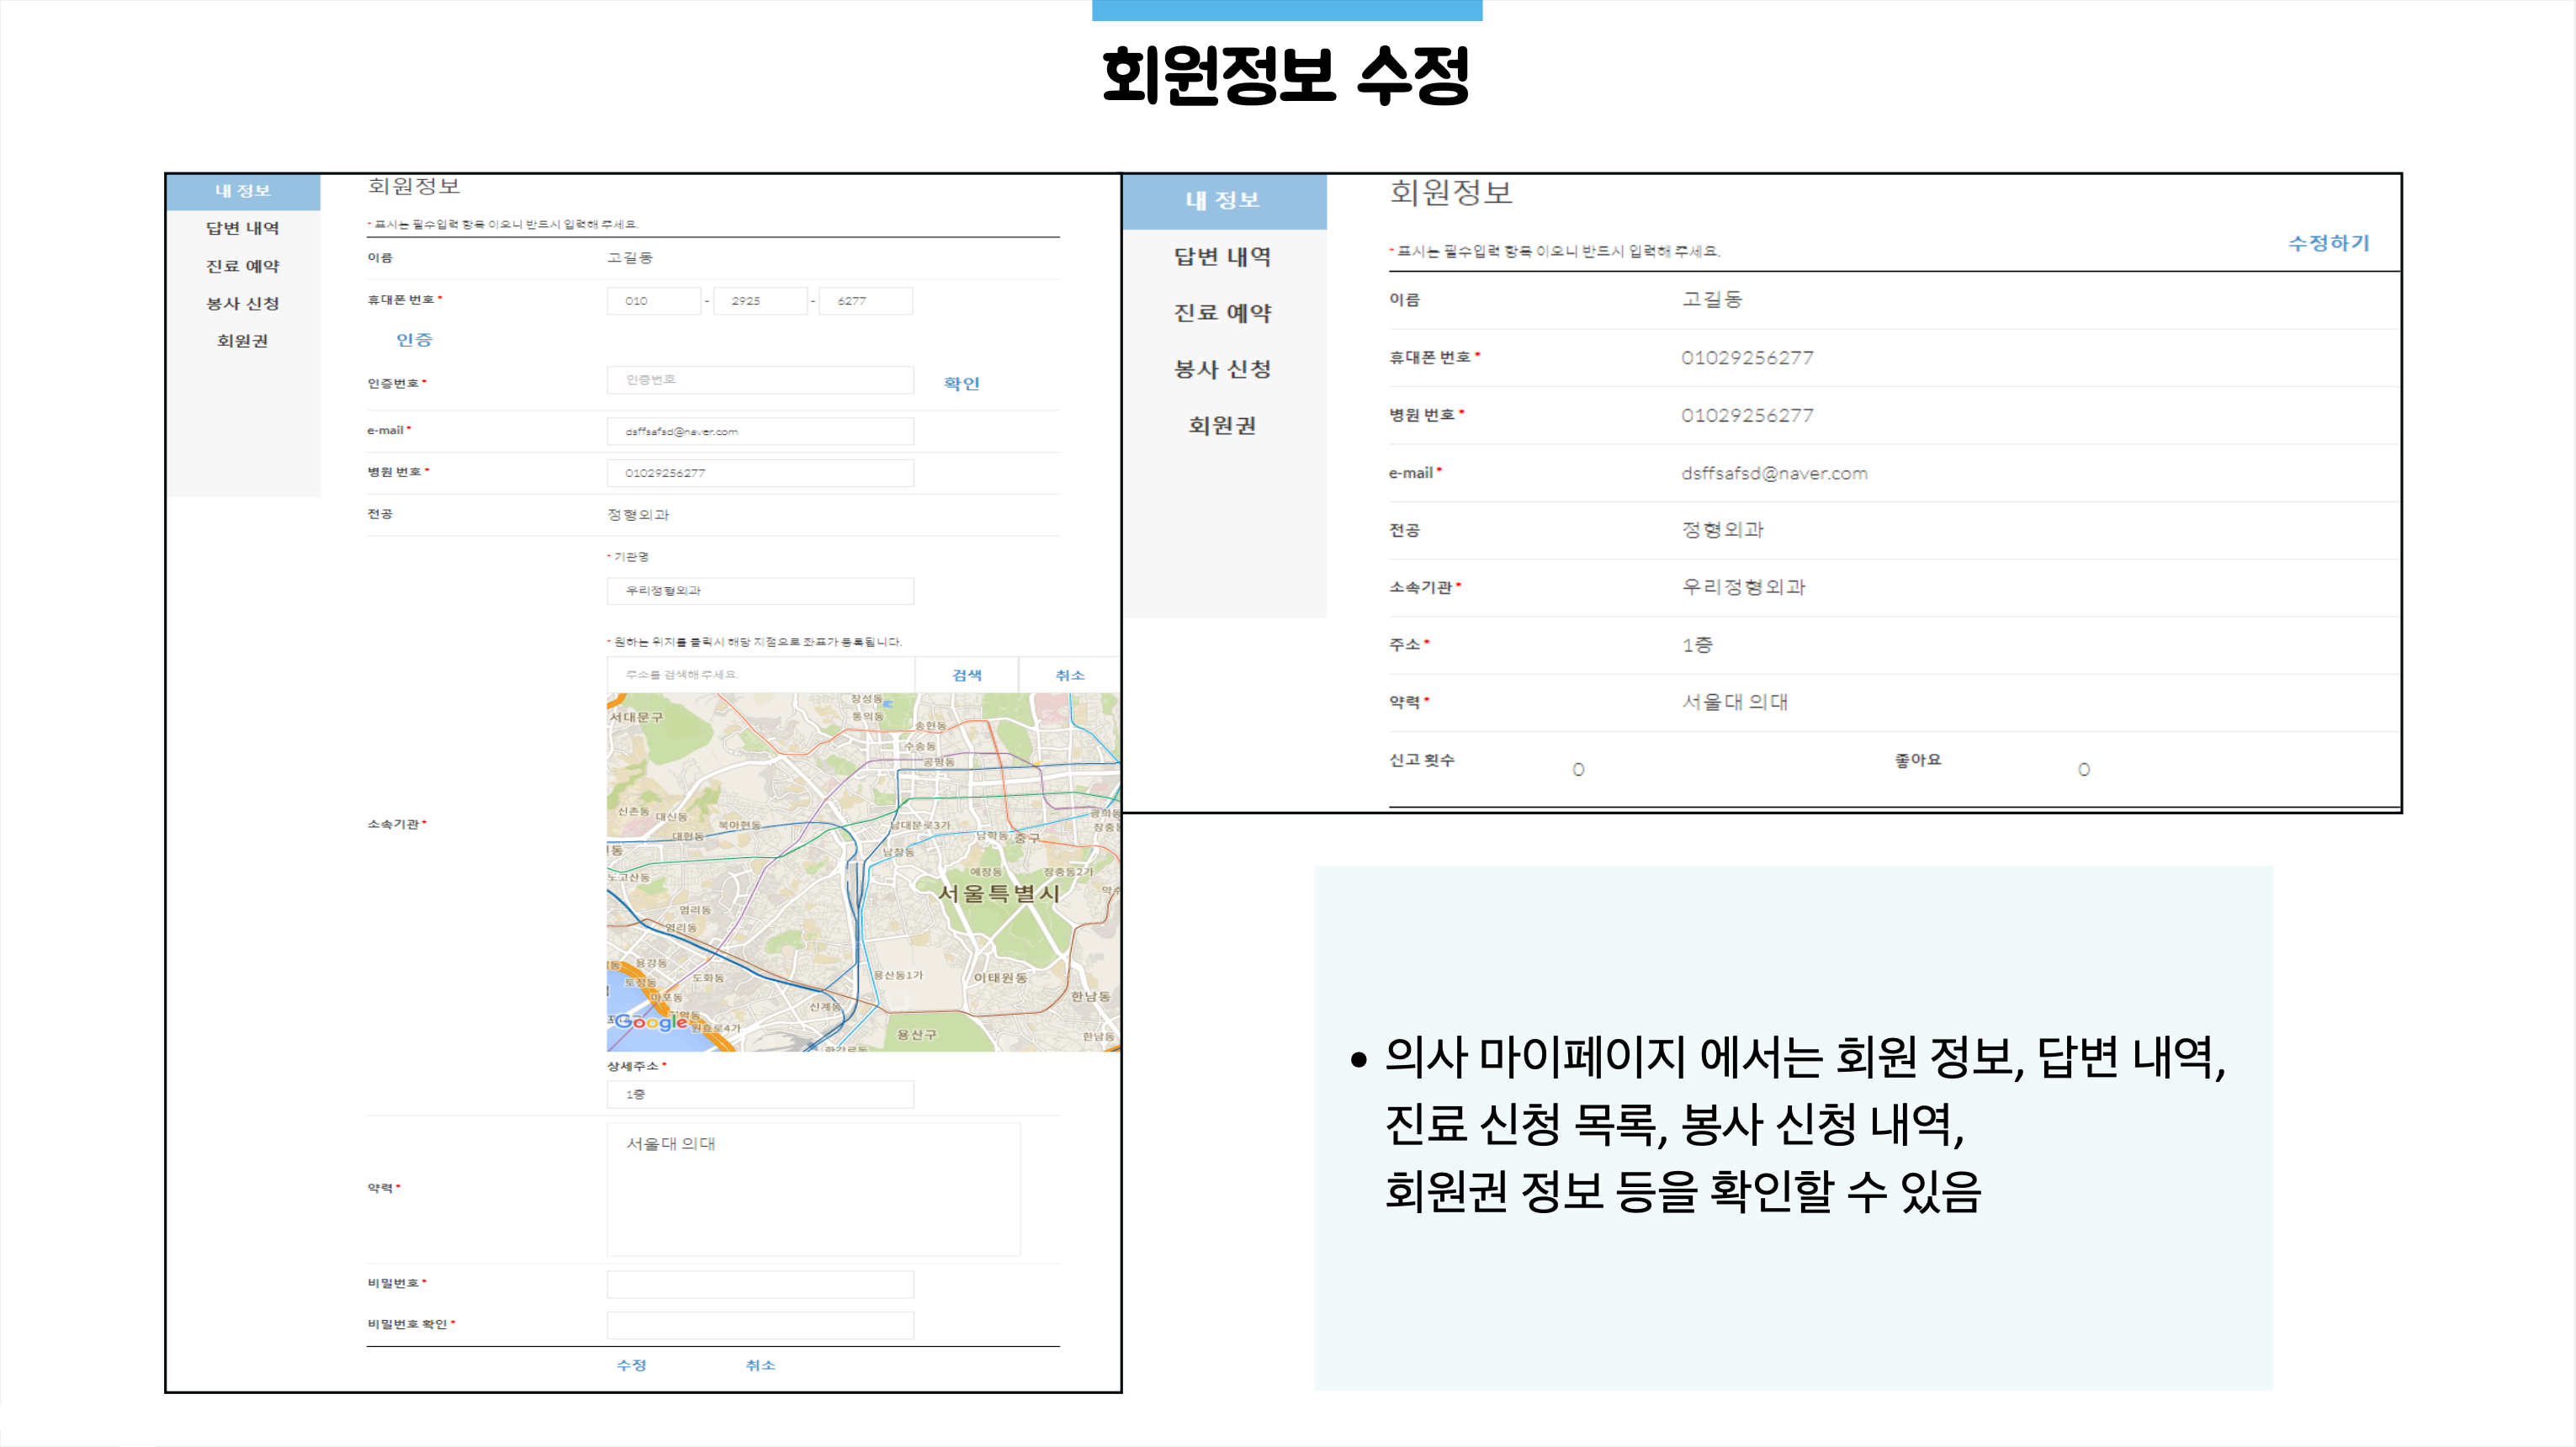 회원정보 수정
내 정보
답변 내역
진료 예약
봉사 신청
회원권
회원정보
* 표시는 필수입력 항목 이오니 반드시 입력해 주세요.
이름 고길동
휴대폰 번호 * 010 - 2925 - 6277
인증
인증번호 * 인증번호 확인
e-mail * dsffsafsd@naver.com
병원 번호 * 01029256277
전공 정형외과
* 기관명
우리정형외과
* 원하는 위치를 클릭시 해당 지점으로 좌표가 등록됩니다.
주소를 검색해 주세요. 검색 취소
창성동
서대문구
통의동
송현동
수송동
공평동
신촌동
대신동
북아현동
남대문로3가
대현동
남학동
중구
소속기관 *
남창동
노고산동
예장동
장충동2가
서울특별시
염리동
염리동
용강동
토정동
도화동
용산동1가
이태원동
마포동
신계동
한남동
Google
원효로4가
용산구
한남동
상세주소 *
1층
약력 * 서울대 의대
비밀번호 *
비밀번호 확인 *
수정 취소
내 정보
답변 내역
진료 예약
봉사 신청
회원권
회원정보
* 표시는 필수입력 항목 이오니 반드시 입력해 주세요.
수정하기
이름 고길동
휴대폰 번호 * 01029256277
병원 번호 * 01029256277
e-mail * dsffsafsd@naver.com
전공 정형외과
소속기관 * 우리정형외과
주소 * 1층
약력 * 서울대 의대
신고 횟수 0 좋아요 0
• 의사 마이페이지 에서는 회원 정보, 답변 내역,
진료 신청 목록, 봉사 신청 내역,
회원권 정보 등을 확인할 수 있음